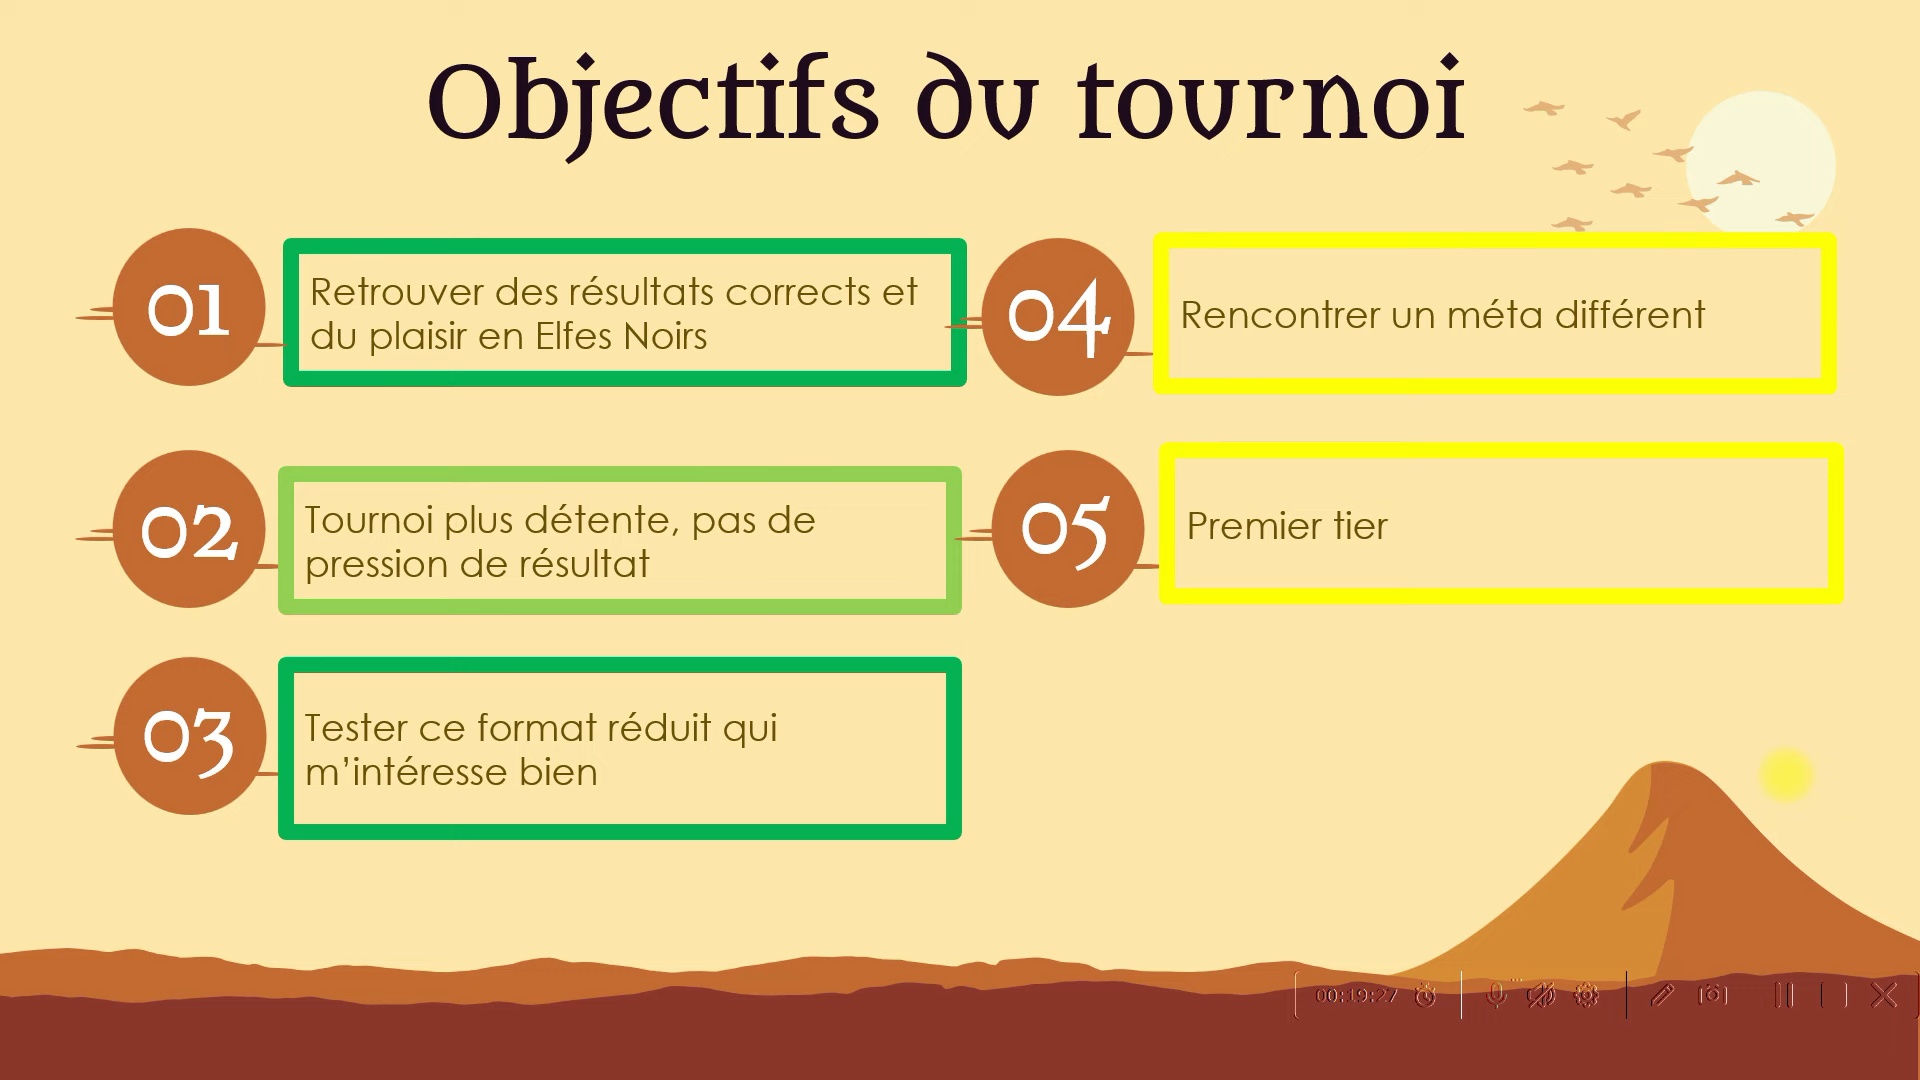 Objectifs du tournoi
01
Retrouver des résultats corrects et
du plaisir en Elfes Noirs
02
Tournoi plus détente, pas de
pression de résultat
03
Tester ce format réduit qui
m’intéresse bien
04
Rencontrer un méta différent
05
Premier tier
00:19:27